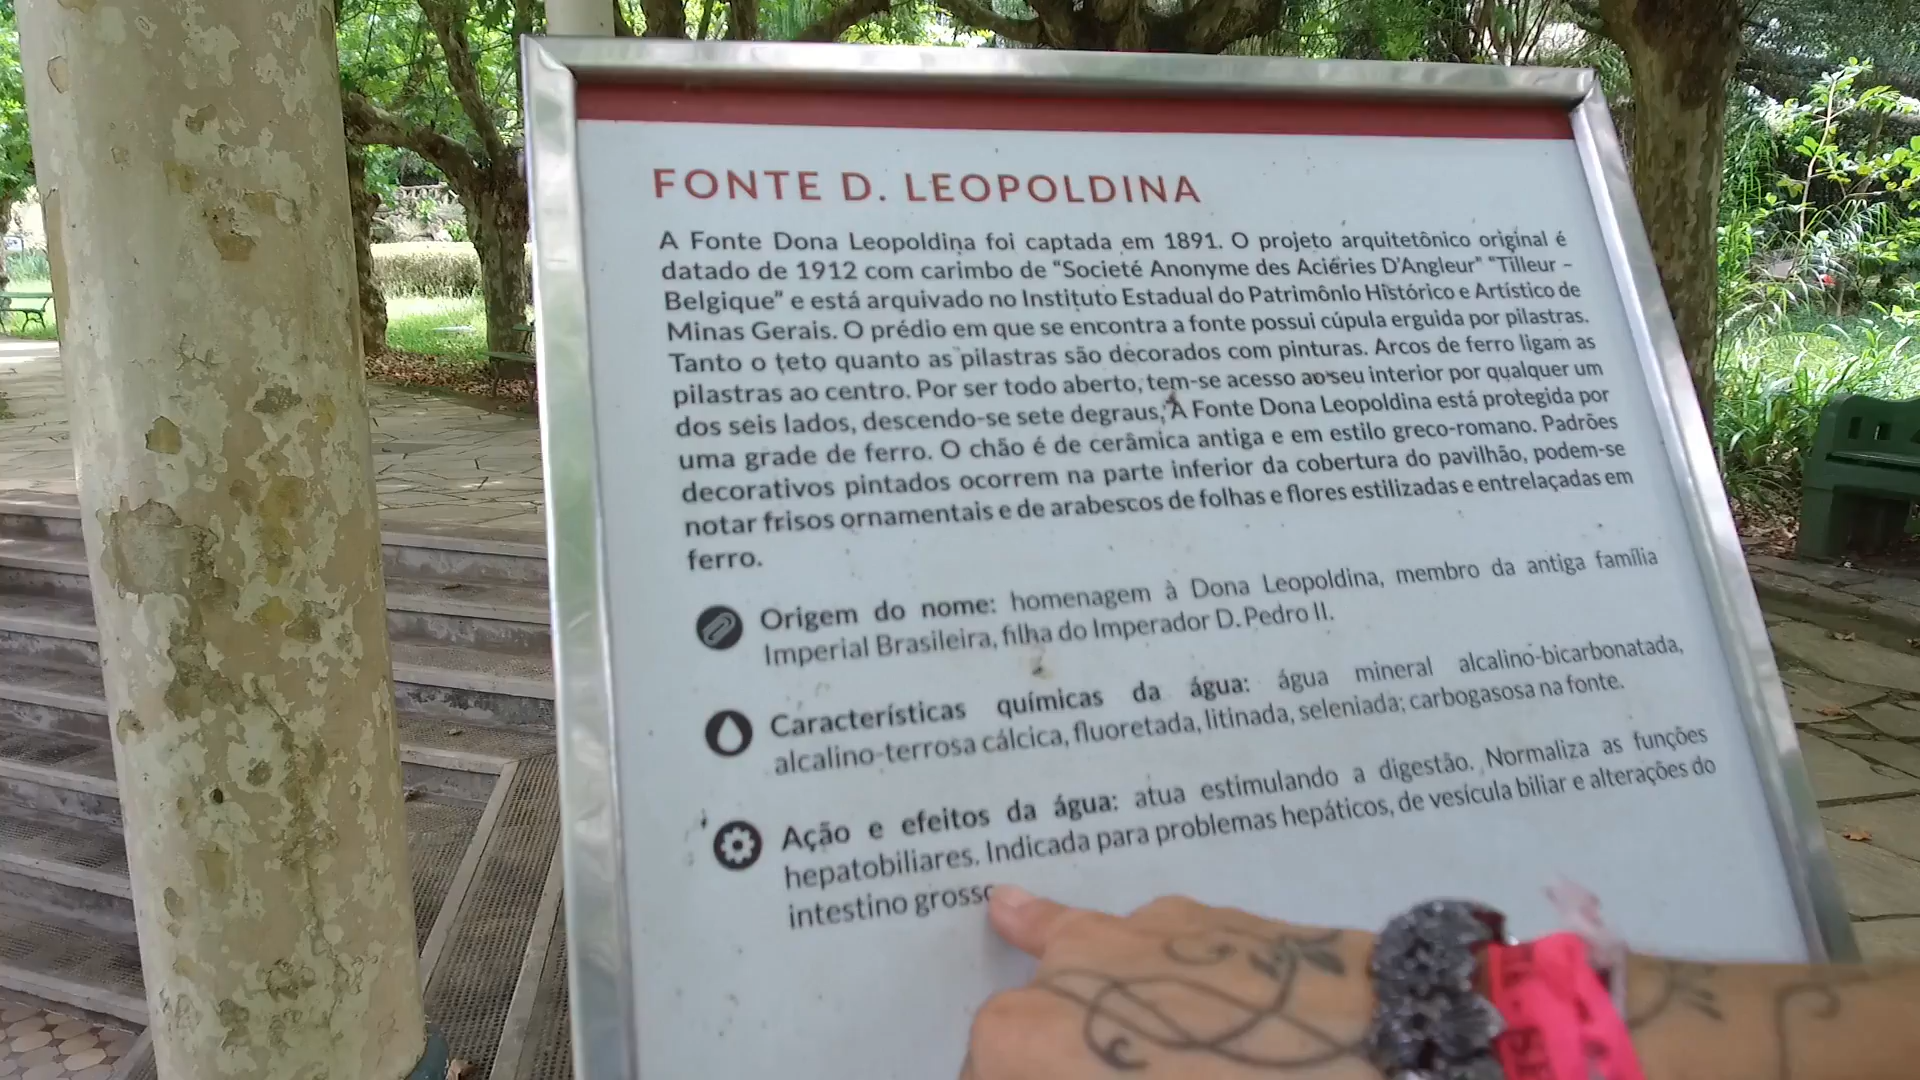 FONTE D. LEOPOLDINA
A Fonte Dona Leopoldina foi captada em 1891. O projeto arquitetônico original é
datado de 1912 com carimbo de “Societé Anonyme des Aciéries D’Angleur” “Tilleur –
Belgique” e está arquivado no Instituto Estadual do Patrimônio Histórico e Artístico de
Minas Gerais. O prédio em que se encontra a fonte possui cúpula erguida por pilastras.
Tanto o teto quanto as pilastras são decorados com pinturas. Arcos de ferro ligam as
pilastras ao centro. Por ser todo aberto, tem-se acesso ao seu interior por qualquer um
dos seis lados, descendo-se sete degraus. A Fonte Dona Leopoldina está protegida por
uma grade de ferro. O chão é de cerâmica antiga e em estilo greco-romano. Padrões
decorativos pintados ocorrem na parte inferior da cobertura do pavilhão, podem-se
notar frisos ornamentais e de arabescos de folhas e flores estilizadas e entrelaçadas em
ferro.
Origem do nome: homenagem à Dona Leopoldina, membro da antiga família
Imperial Brasileira, filha do Imperador D. Pedro II.
Características químicas da água: água mineral alcalino-bicarbonatada,
alcalino-terrosa cálcica, fluoretada, litinada, seleniada; carbogasosa na fonte.
Ação e efeitos da água: atua estimulando a digestão. Normaliza as funções
hepatobiliares. Indicada para problemas hepáticos, de vesícula biliar e alterações do
intestino grosso